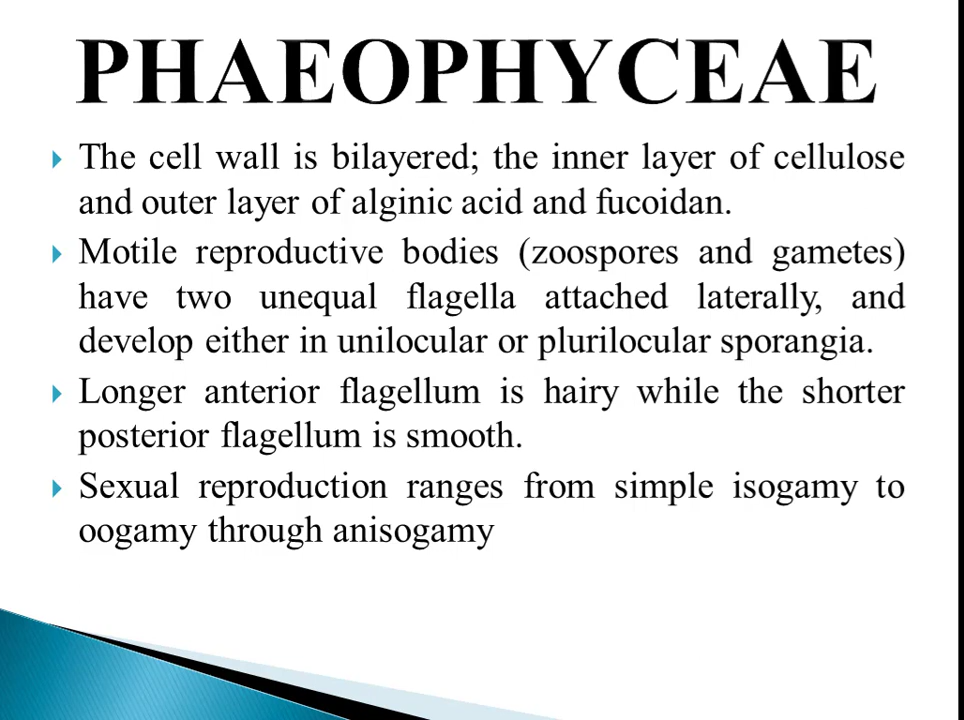 PHAEOPHYCEAE
The cell wall is bilayered; the inner layer of cellulose
and outer layer of alginic acid and fucoidan.
Motile reproductive bodies (zoospores and gametes)
have two unequal flagella attached laterally, and
develop either in unilocular or plurilocular sporangia.
Longer anterior flagellum is hairy while the shorter
posterior flagellum is smooth.
Sexual reproduction ranges from simple isogamy to
oogamy through anisogamy